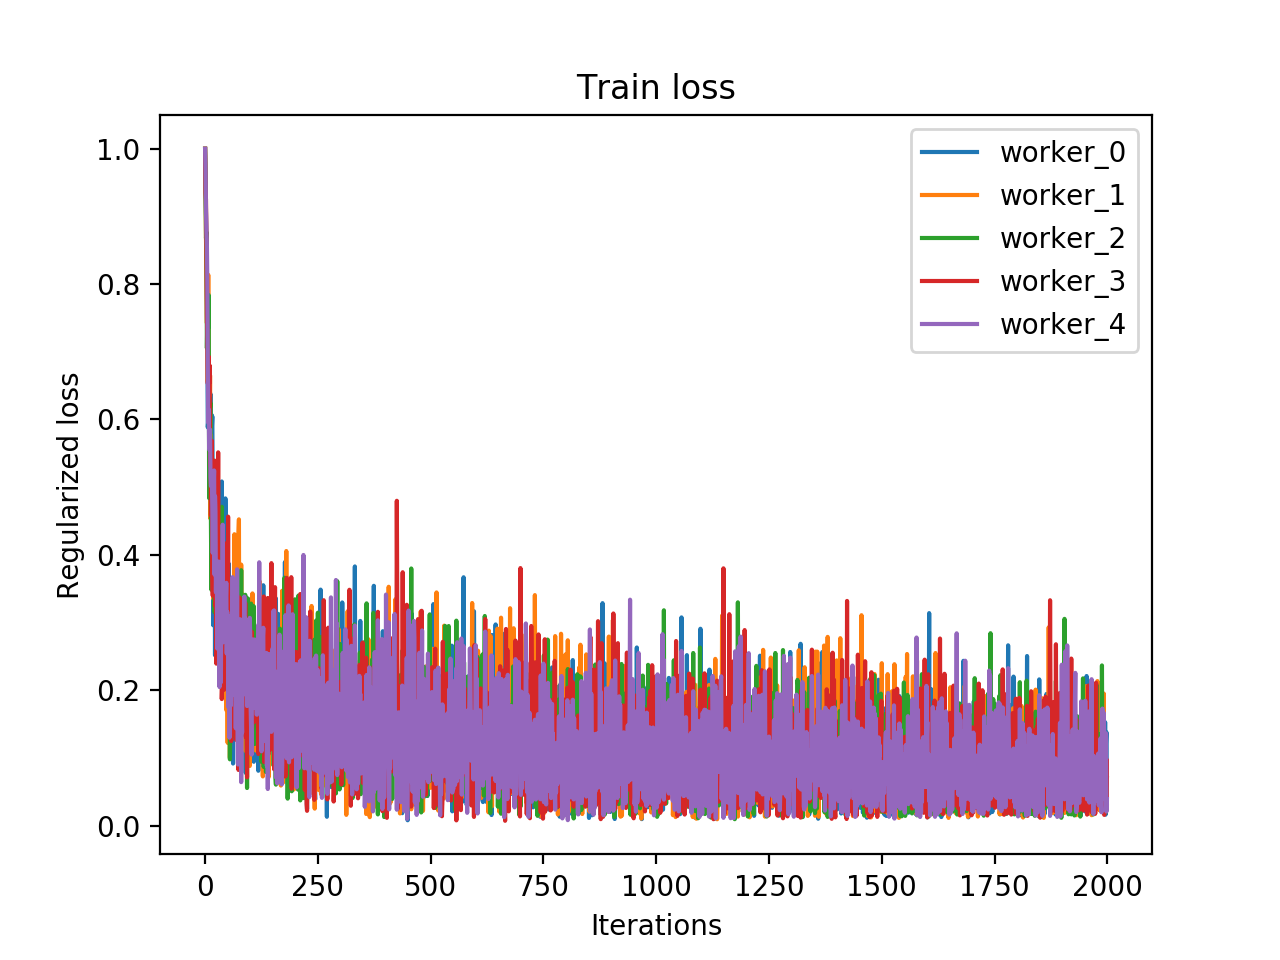 Train loss
1.0
0.8
0.6
0.4
0.2
0.0
Regularized loss
worker_0
worker_1
worker_2
worker_3
worker_4
0 250 500 750 1000 1250 1500 1750 2000
Iterations